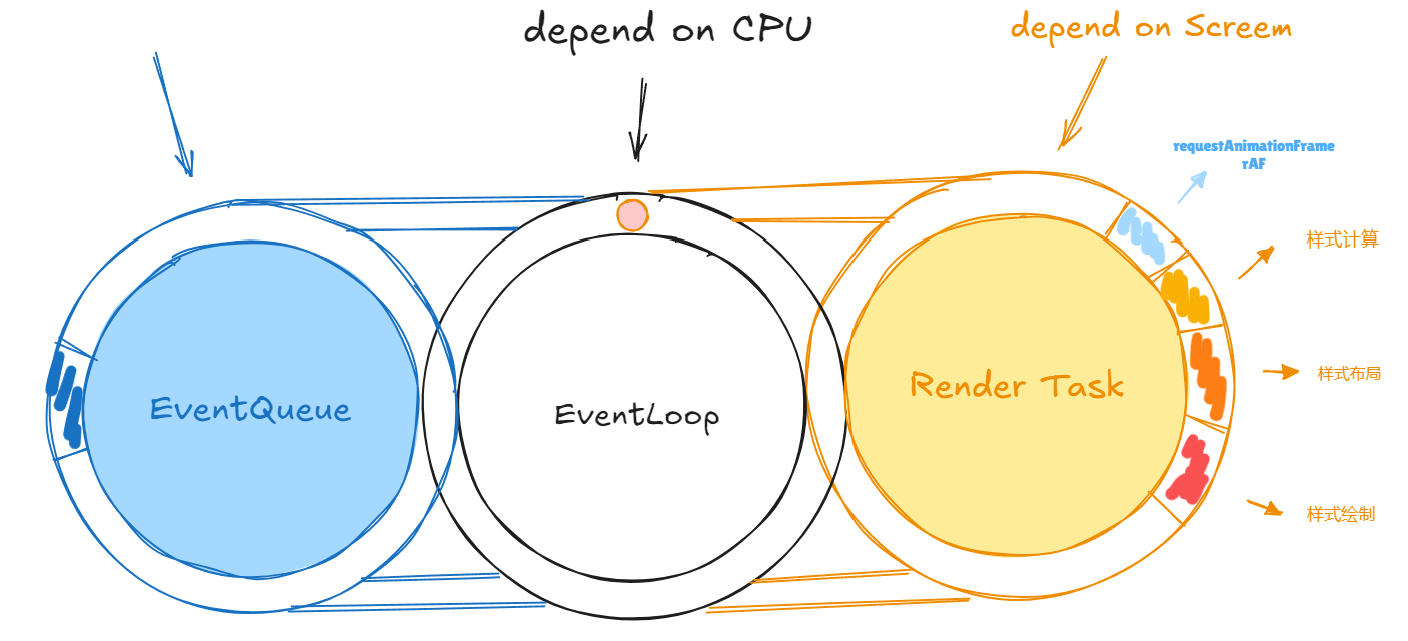 depend on CPU
depend on Screem
requestAnimationFrame
rAF
样式计算
样式布局
样式绘制
EventQueue
EventLoop
Render Task